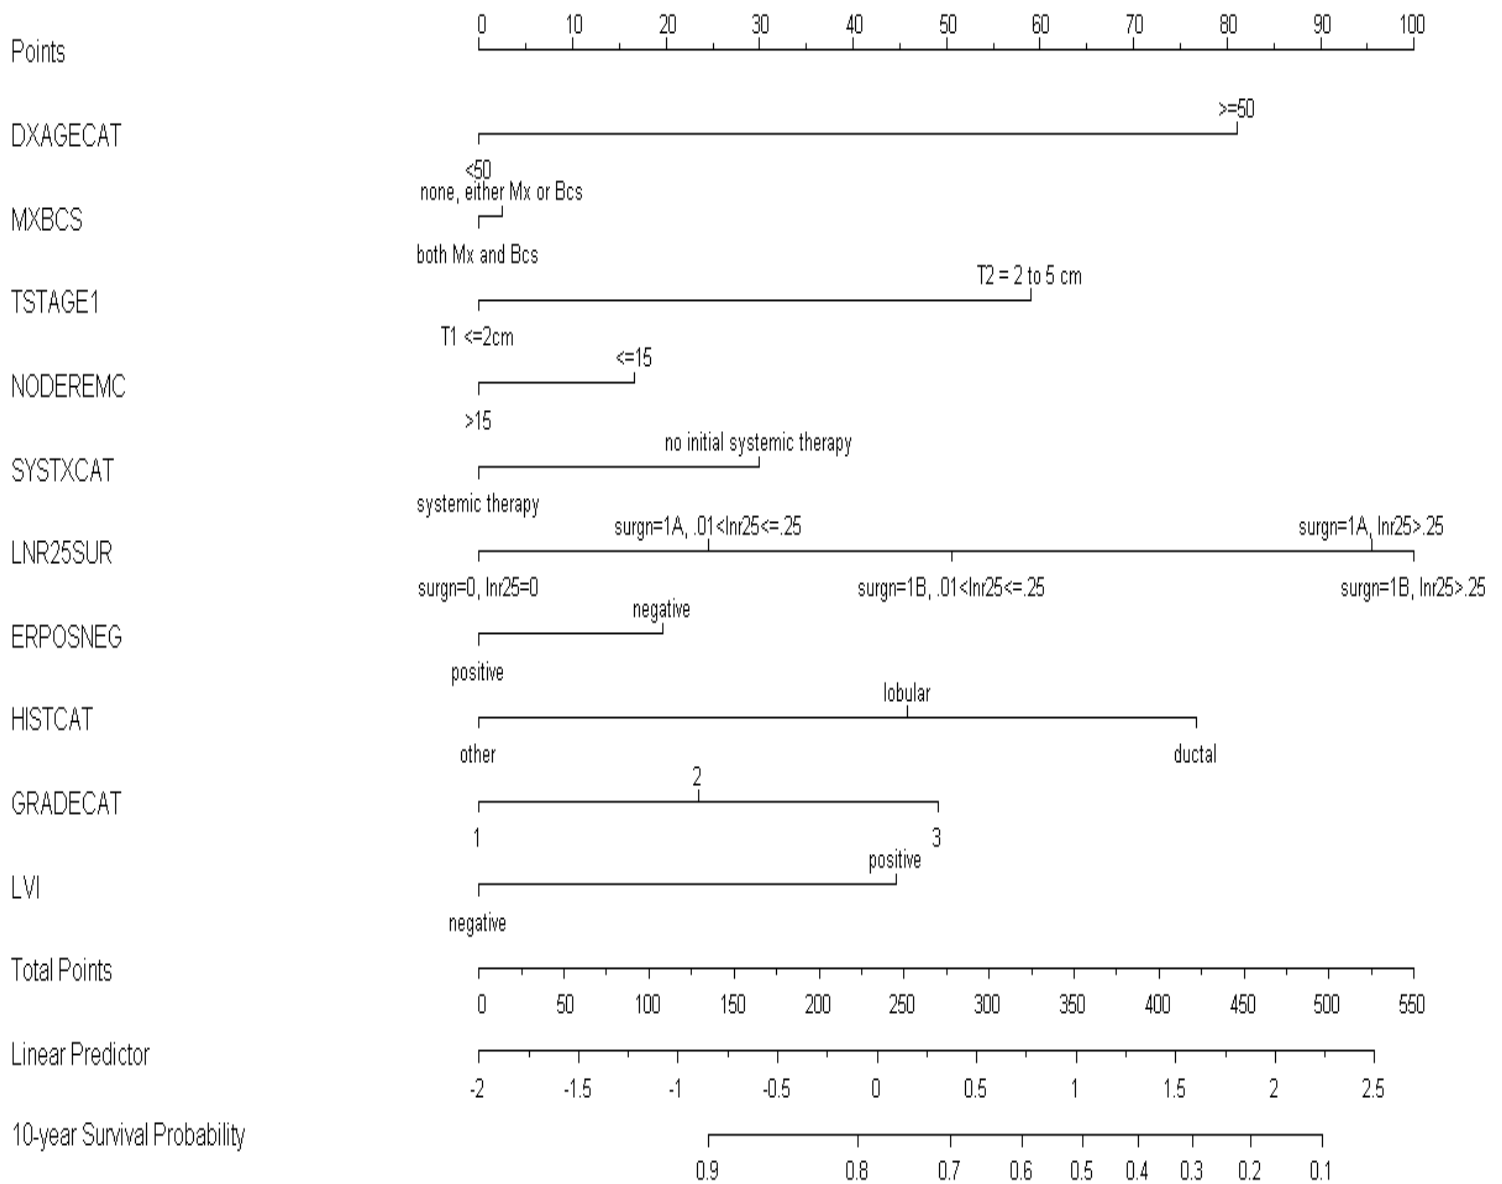 0 10 20 30 40 50 60 70 80 90 100
Points
>=50
DXAGECAT
<50
none, either Mx or Bcs
MXBCS
both Mx and Bcs
T2 = 2 to 5 cm
TSTAGE1
T1 <=2cm
<=15
NODEREMC
>15
no initial systemic therapy
SYSTXCAT
systemic therapy
surgn=1A, .01<lnr25<=.25 surgn=1A, lnr25>.25
LNR25SUR
surgn=0, lnr25=0 surgn=1B, .01<lnr25<=.25 surgn=1B, lnr25>.25
negative
ERPOSNEG
positive
lobular
HISTCAT
other ductal
2
GRADECAT
1 3
positive
LVI
negative
Total Points
0 50 100 150 200 250 300 350 400 450 500 550
Linear Predictor
-2 -1.5 -1 -0.5 0 0.5 1 1.5 2 2.5
10-year Survival Probability
0.9 0.8 0.7 0.6 0.5 0.4 0.3 0.2 0.1